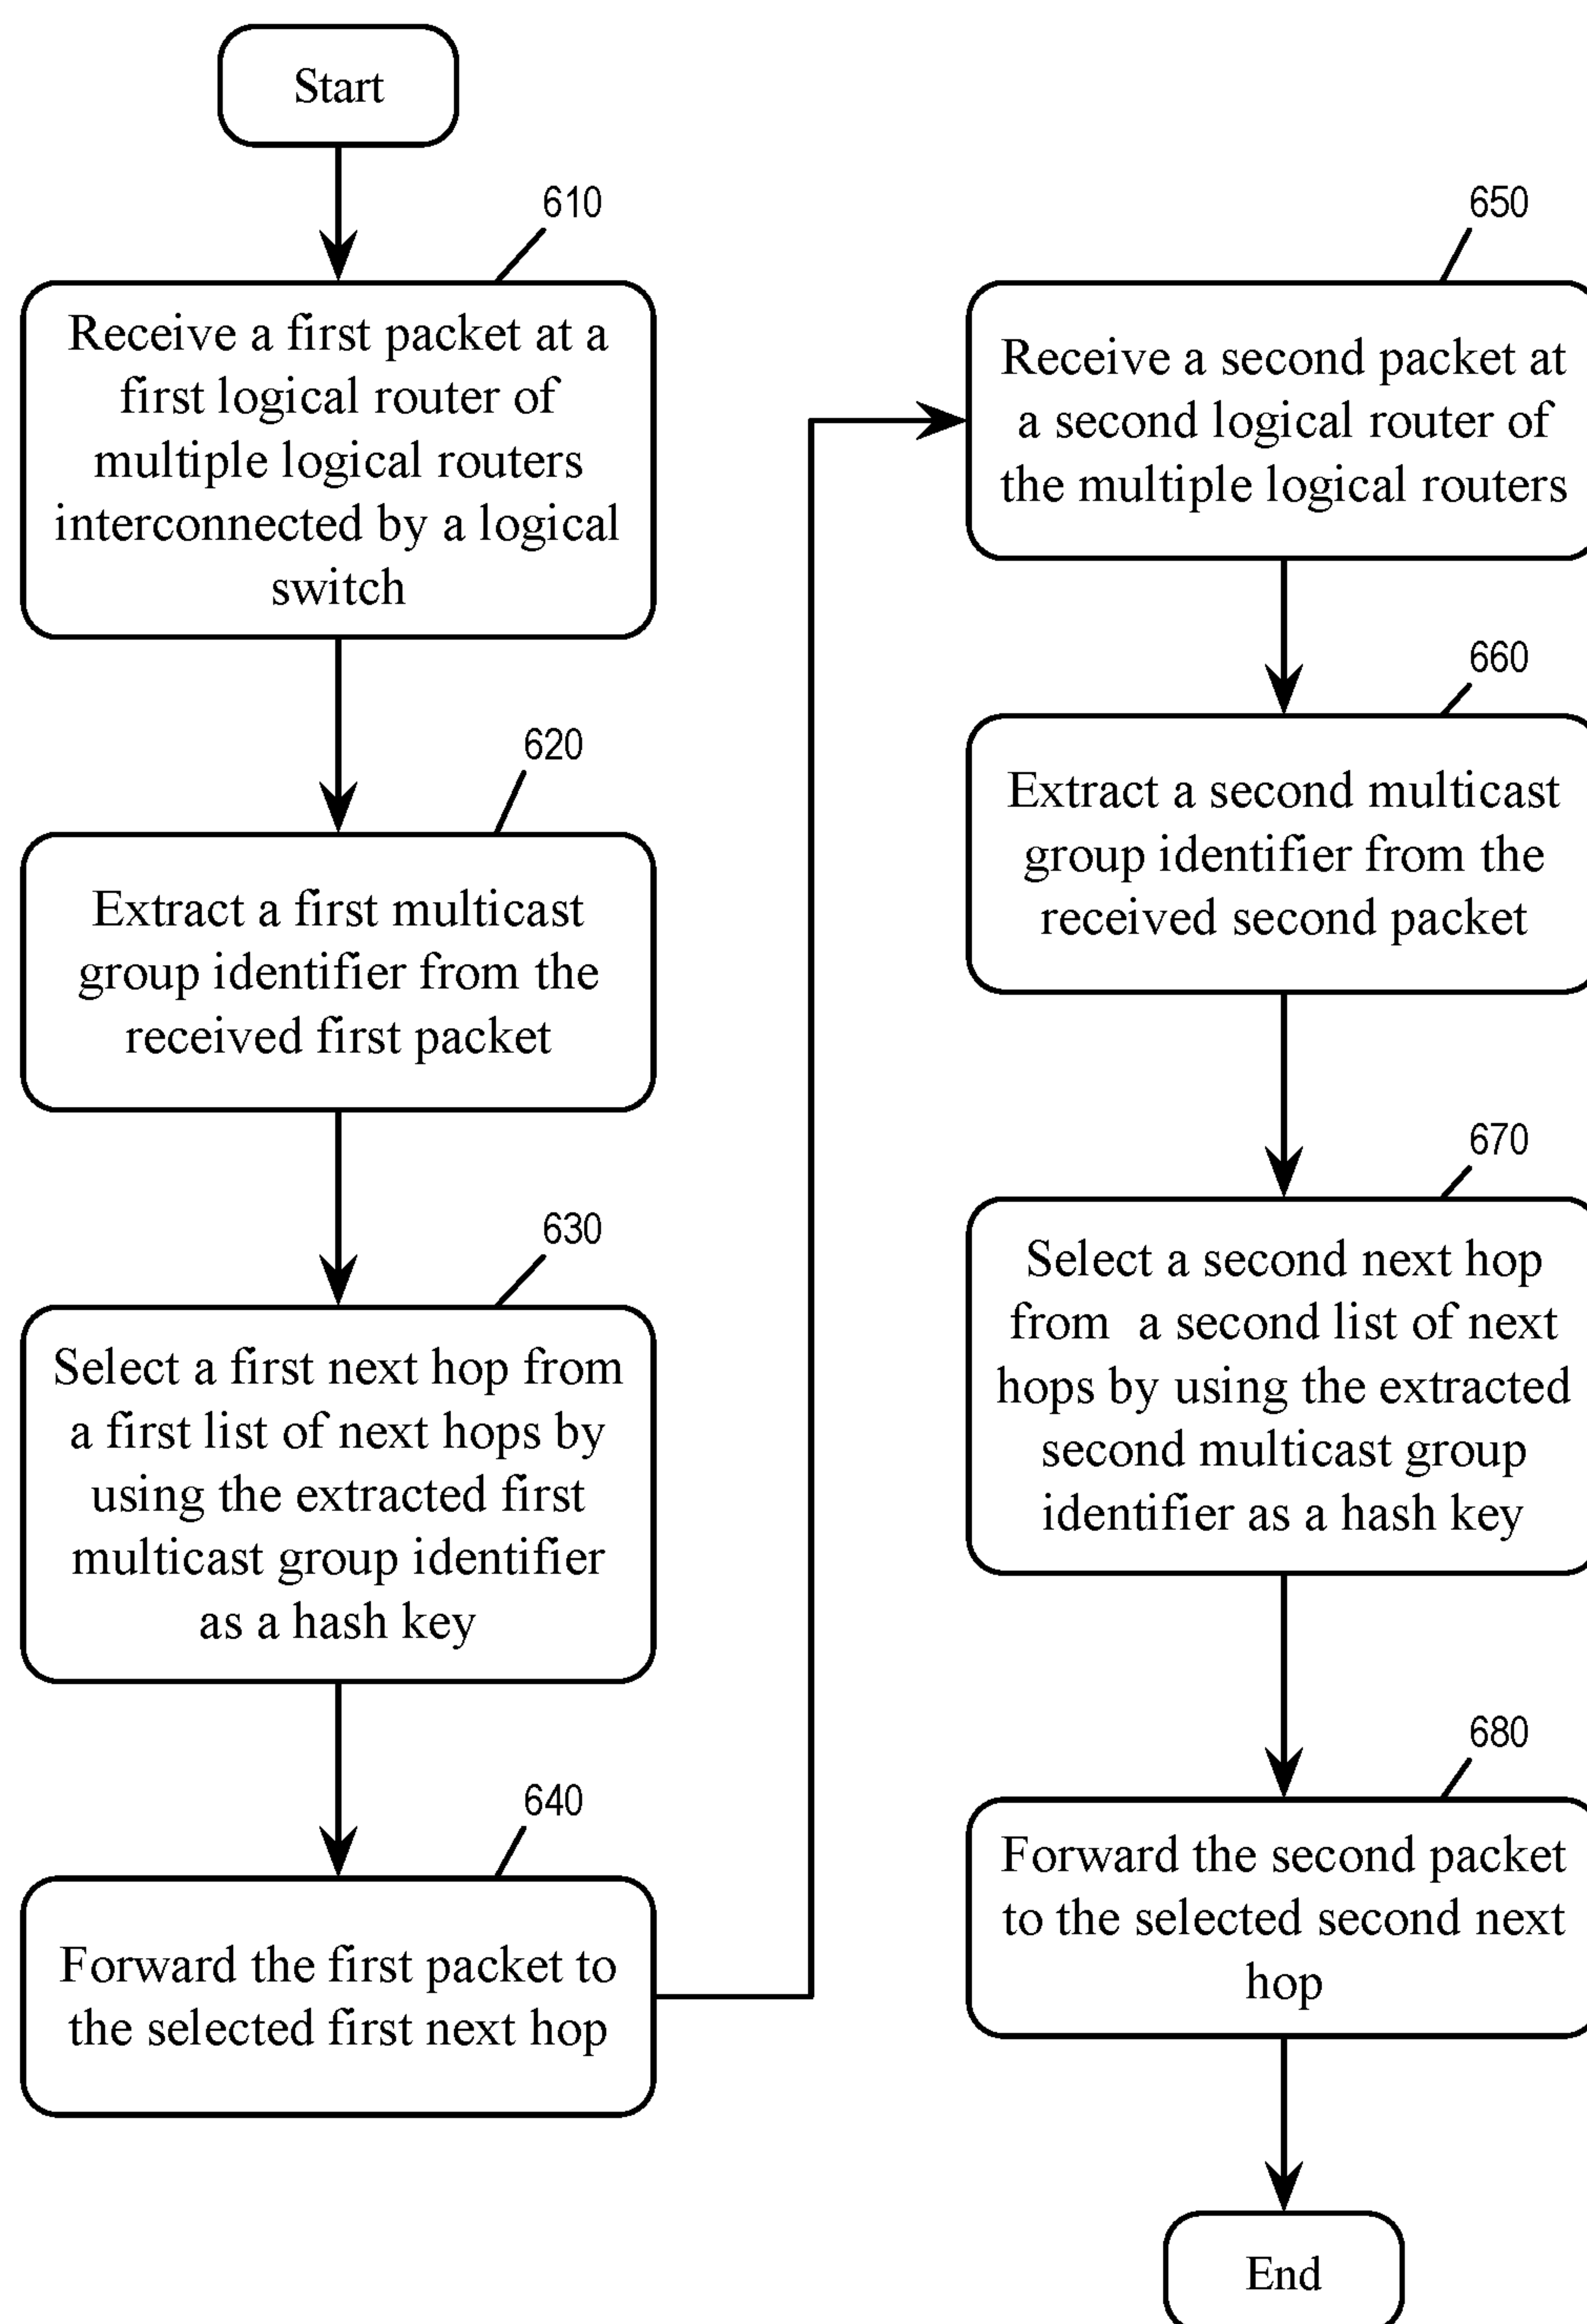 Start
610
Receive a first packet at a
first logical router of
multiple logical routers
interconnected by a logical
switch
620
Extract a first multicast
group identifier from the
received first packet
630
Select a first next hop from
a first list of next hops by
using the extracted first
multicast group identifier
as a hash key
640
Forward the first packet to
the selected first next hop
650
Receive a second packet at
a second logical router of
the multiple logical routers
660
Extract a second multicast
group identifier from the
received second packet
670
Select a second next hop
from a second list of next
hops by using the extracted
second multicast group
identifier as a hash key
680
Forward the second packet
to the selected second next
hop
End